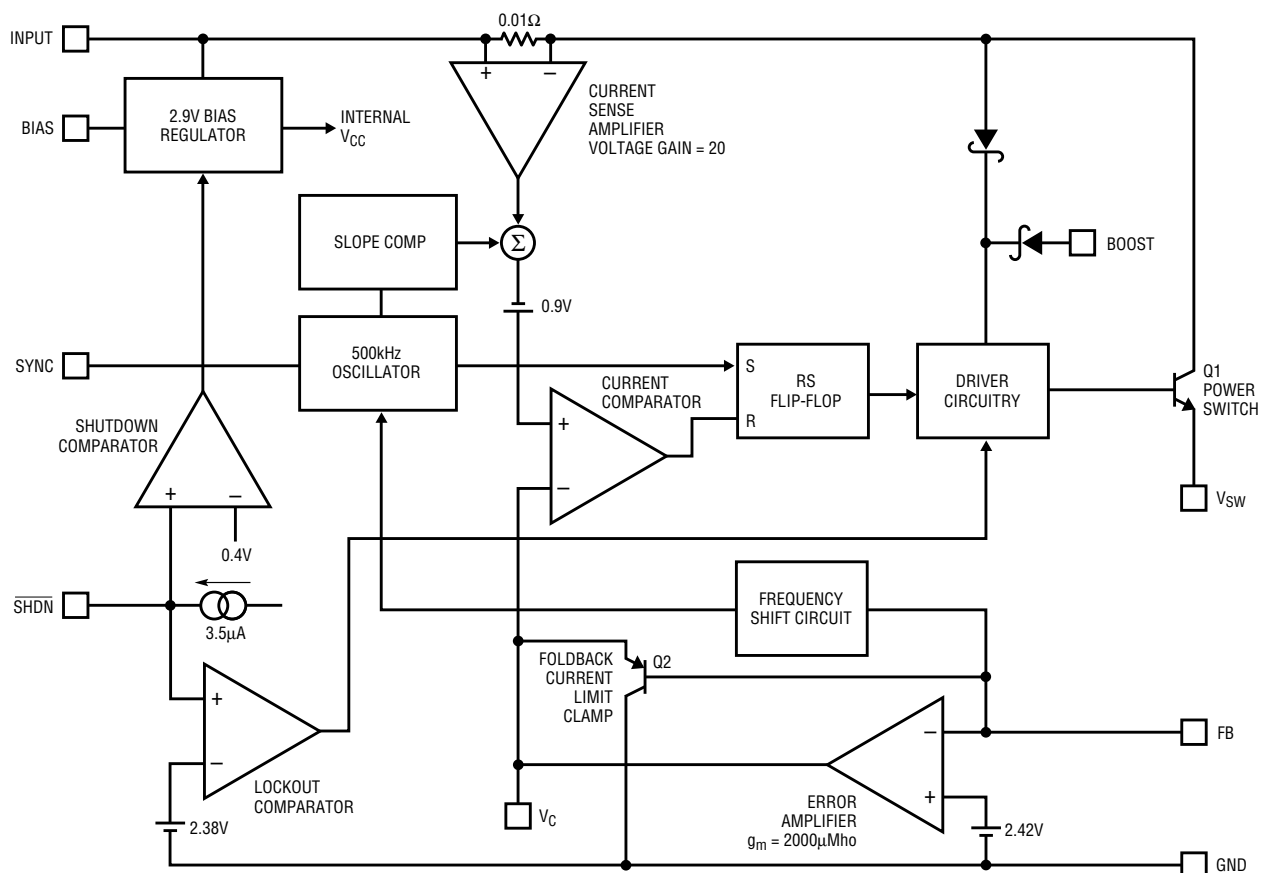 0.01Ω
INPUT
+
–
CURRENT
SENSE
AMPLIFIER
VOLTAGE GAIN = 20
BIAS
2.9V BIAS
REGULATOR
INTERNAL
VCC
SLOPE COMP
Σ
BOOST
0.9V
SYNC
500kHz
OSCILLATOR
S
R
RS
FLIP-FLOP
DRIVER
CIRCUITRY
Q1
POWER
SWITCH
CURRENT
COMPARATOR
+
–
SHUTDOWN
COMPARATOR
+
–
0.4V
VSW
SHDN
3.5µA
FREQUENCY
SHIFT CIRCUIT
FOLDBACK
CURRENT
LIMIT
CLAMP
Q2
+
–
LOCKOUT
COMPARATOR
2.38V
–
+
FB
ERROR
AMPLIFIER
gm = 2000µMho
2.42V
VC
GND